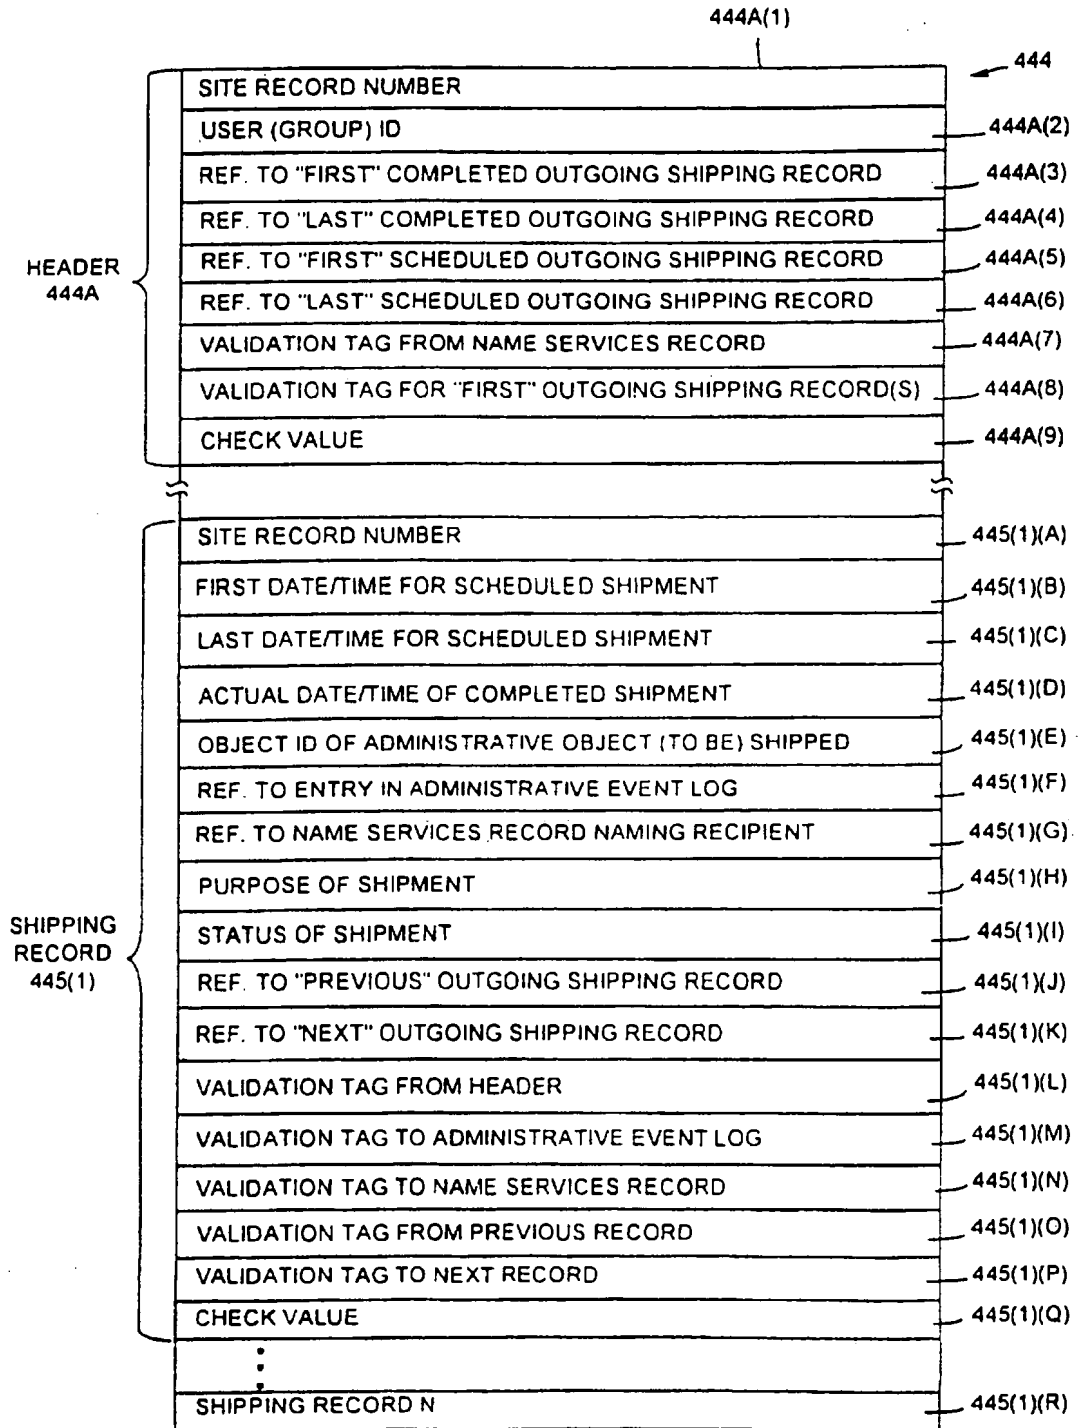 444A(1)
444
SITE RECORD NUMBER
USER (GROUP) ID 444A(2)
REF. TO "FIRST" COMPLETED OUTGOING SHIPPING RECORD 444A(3)
REF. TO "LAST" COMPLETED OUTGOING SHIPPING RECORD 444A(4)
REF. TO "FIRST" SCHEDULED OUTGOING SHIPPING RECORD 444A(5)
REF. TO "LAST" SCHEDULED OUTGOING SHIPPING RECORD 444A(6)
VALIDATION TAG FROM NAME SERVICES RECORD 444A(7)
VALIDATION TAG FOR "FIRST" OUTGOING SHIPPING RECORD(S) 444A(8)
CHECK VALUE 444A(9)
HEADER
444A
SITE RECORD NUMBER 445(1)(A)
FIRST DATE/TIME FOR SCHEDULED SHIPMENT 445(1)(B)
LAST DATE/TIME FOR SCHEDULED SHIPMENT 445(1)(C)
ACTUAL DATE/TIME OF COMPLETED SHIPMENT 445(1)(D)
OBJECT ID OF ADMINISTRATIVE OBJECT (TO BE) SHIPPED 445(1)(E)
REF. TO ENTRY IN ADMINISTRATIVE EVENT LOG 445(1)(F)
REF. TO NAME SERVICES RECORD NAMING RECIPIENT 445(1)(G)
PURPOSE OF SHIPMENT 445(1)(H)
STATUS OF SHIPMENT 445(1)(I)
REF. TO "PREVIOUS" OUTGOING SHIPPING RECORD 445(1)(J)
REF. TO "NEXT" OUTGOING SHIPPING RECORD 445(1)(K)
VALIDATION TAG FROM HEADER 445(1)(L)
VALIDATION TAG TO ADMINISTRATIVE EVENT LOG 445(1)(M)
VALIDATION TAG TO NAME SERVICES RECORD 445(1)(N)
VALIDATION TAG FROM PREVIOUS RECORD 445(1)(O)
VALIDATION TAG TO NEXT RECORD 445(1)(P)
CHECK VALUE 445(1)(Q)
SHIPPING
RECORD
445(1)
SHIPPING RECORD N 445(1)(R)